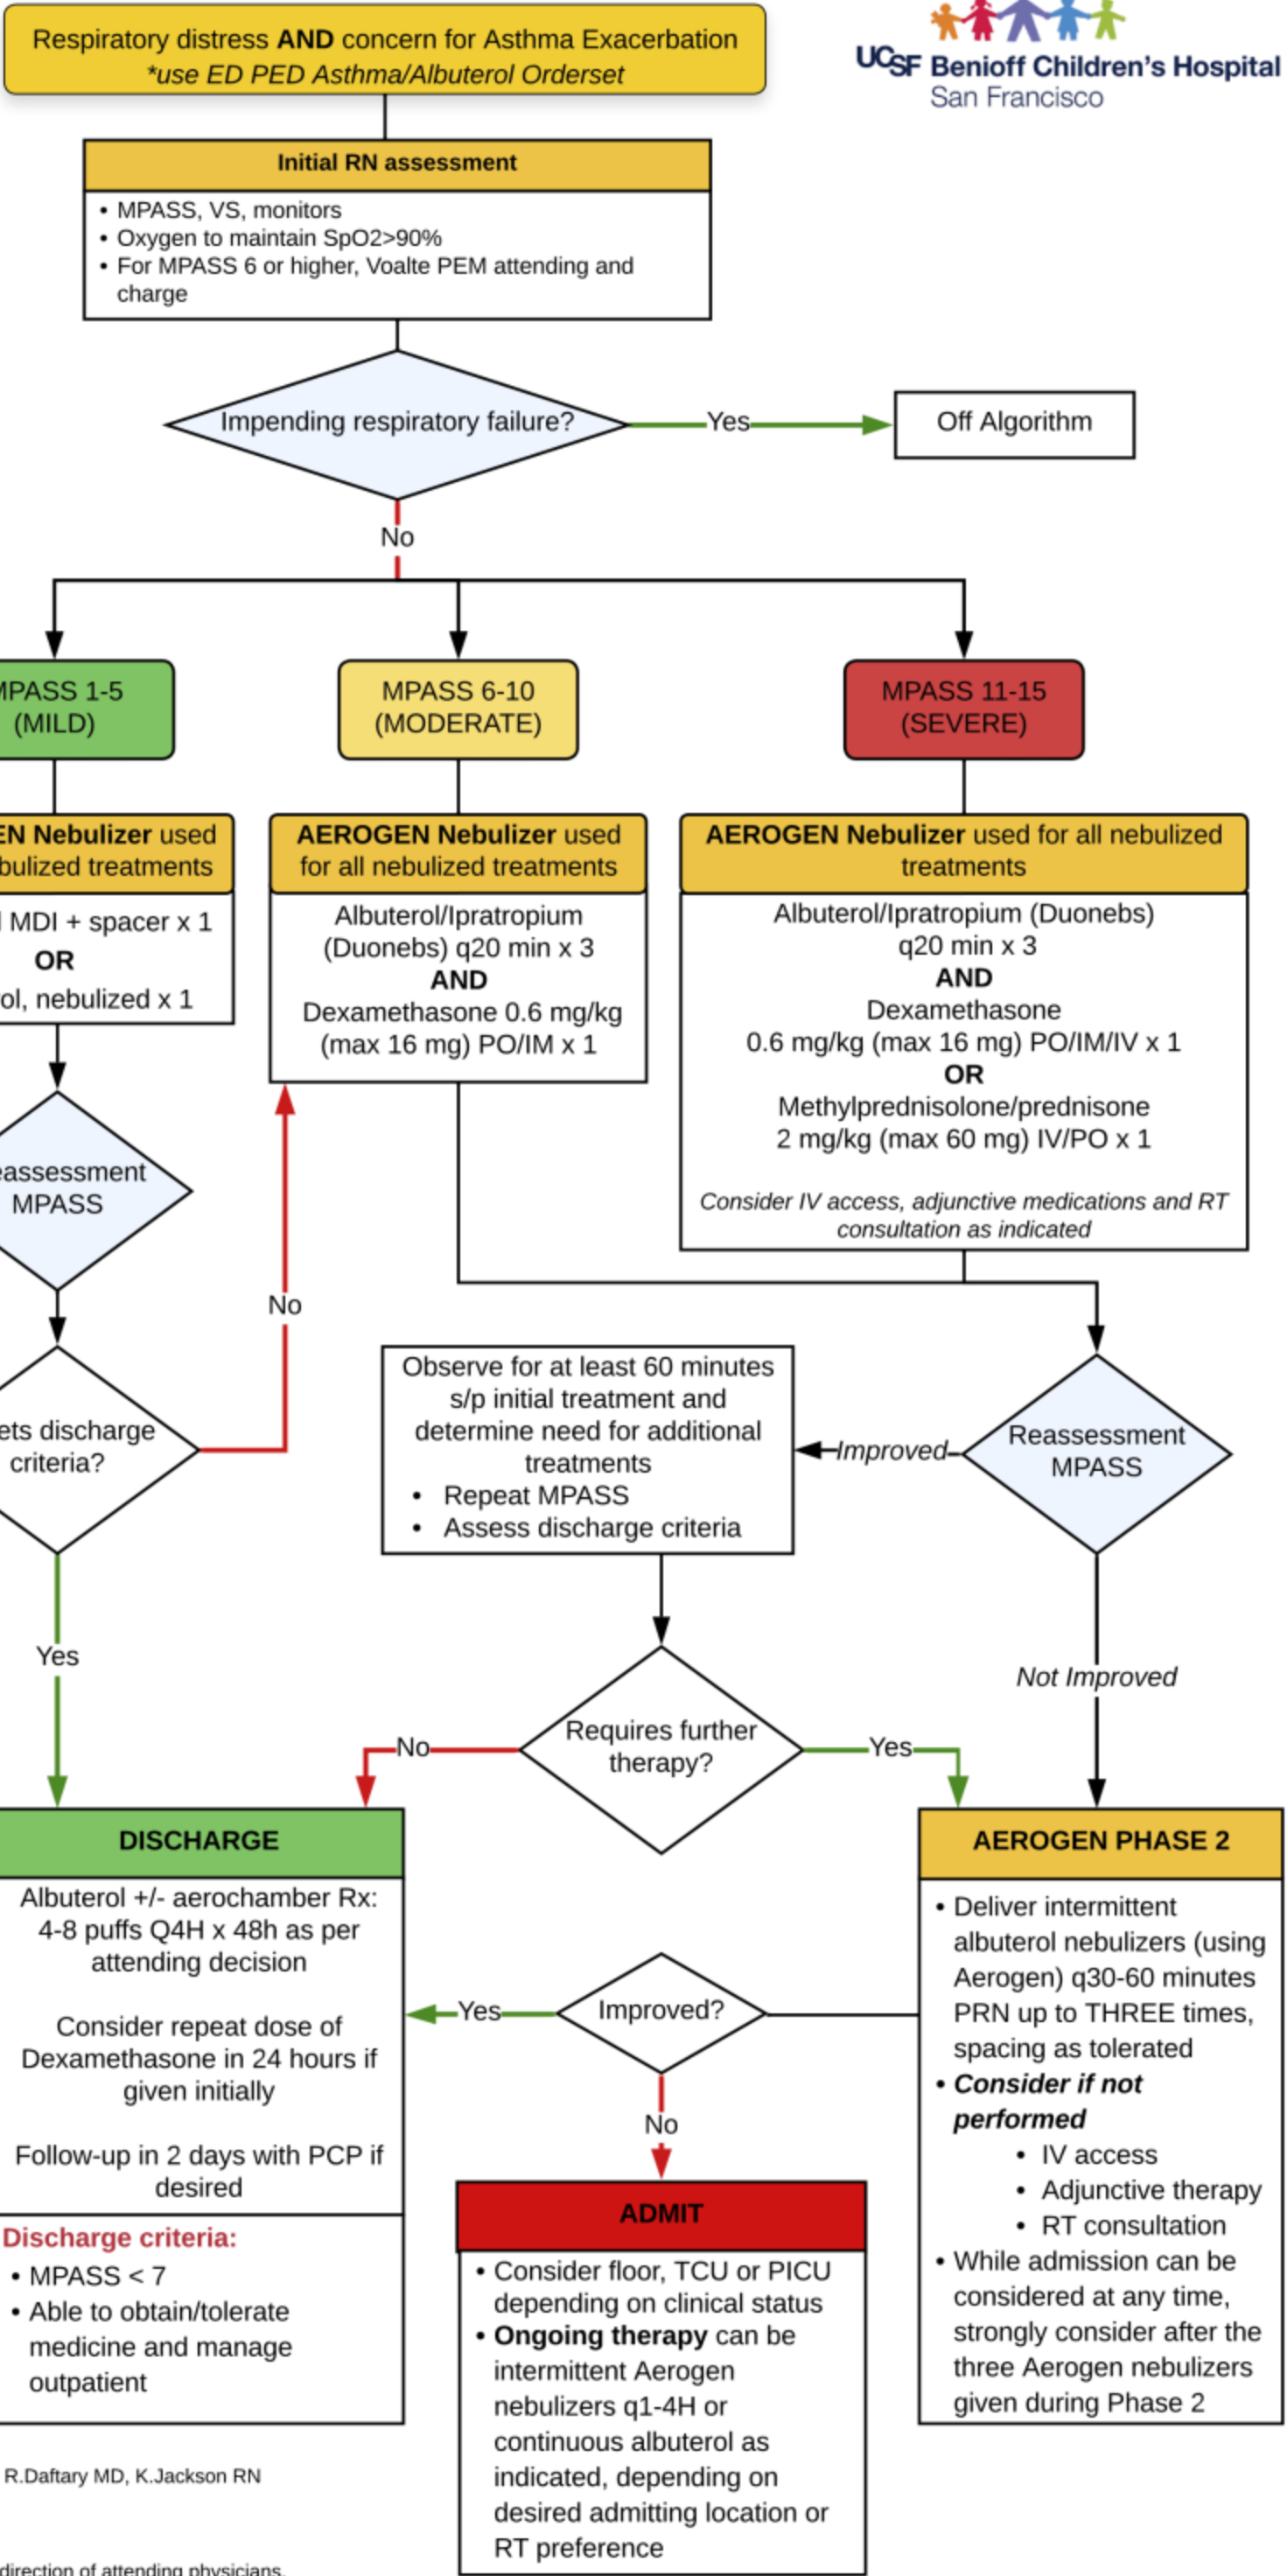 Respiratory distress AND concern for Asthma Exacerbation
*use ED PED Asthma/Albuterol Orderset
UCSF Benioff Children's Hospital
San Francisco
Initial RN assessment
• MPASS, VS, monitors
• Oxygen to maintain SpO2>90%
• For MPASS 6 or higher, Voalte PEM attending and
charge
Impending respiratory failure?
Yes
Off Algorithm
No
MPASS 1-5
(MILD)
MPASS 6-10
(MODERATE)
MPASS 11-15
(SEVERE)
EN Nebulizer used
bulized treatments
MDI + spacer x 1
OR
ol, nebulized x 1
AEROGEN Nebulizer used
for all nebulized treatments
Albuterol/Ipratropium
(Duonebs) q20 min x 3
AND
Dexamethasone 0.6 mg/kg
(max 16 mg) PO/IM x 1
AEROGEN Nebulizer used for all nebulized
treatments
Albuterol/Ipratropium (Duonebs)
q20 min x 3
AND
Dexamethasone
0.6 mg/kg (max 16 mg) PO/IM/IV x 1
OR
Methylprednisolone/prednisone
2 mg/kg (max 60 mg) IV/PO x 1
Consider IV access, adjunctive medications and RT
consultation as indicated
eassessment
MPASS
No
ets discharge
criteria?
Yes
Observe for at least 60 minutes
s/p initial treatment and
determine need for additional
treatments
• Repeat MPASS
• Assess discharge criteria
Improved
Reassessment
MPASS
Not Improved
Requires further
therapy?
No
Yes
DISCHARGE
Albuterol +/- aerochamber Rx:
4-8 puffs Q4H x 48h as per
attending decision
Consider repeat dose of
Dexamethasone in 24 hours if
given initially
Follow-up in 2 days with PCP if
desired
Discharge criteria:
• MPASS < 7
• Able to obtain/tolerate
medicine and manage
outpatient
Improved?
Yes
No
AEROGEN PHASE 2
• Deliver intermittent
albuterol nebulizers (using
Aerogen) q30-60 minutes
PRN up to THREE times,
spacing as tolerated
• Consider if not
performed
• IV access
• Adjunctive therapy
• RT consultation
• While admission can be
considered at any time,
strongly consider after the
three Aerogen nebulizers
given during Phase 2
ADMIT
• Consider floor, TCU or PICU
depending on clinical status
• Ongoing therapy can be
intermittent Aerogen
nebulizers q1-4H or
continuous albuterol as
indicated, depending on
desired admitting location or
RT preference
R.Daftary MD, K.Jackson RN
direction of attending physicians.